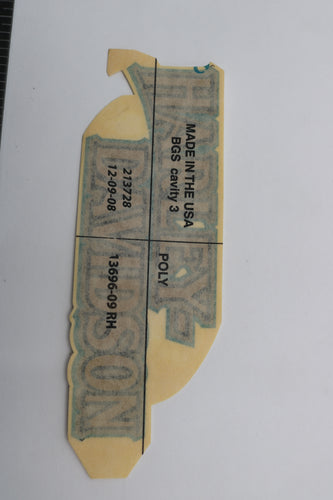 HARLEY-
DAVIDSON
MADE IN THE USA
BGS cavity 3
213728
12-09-08
POLY
13696-09 RH